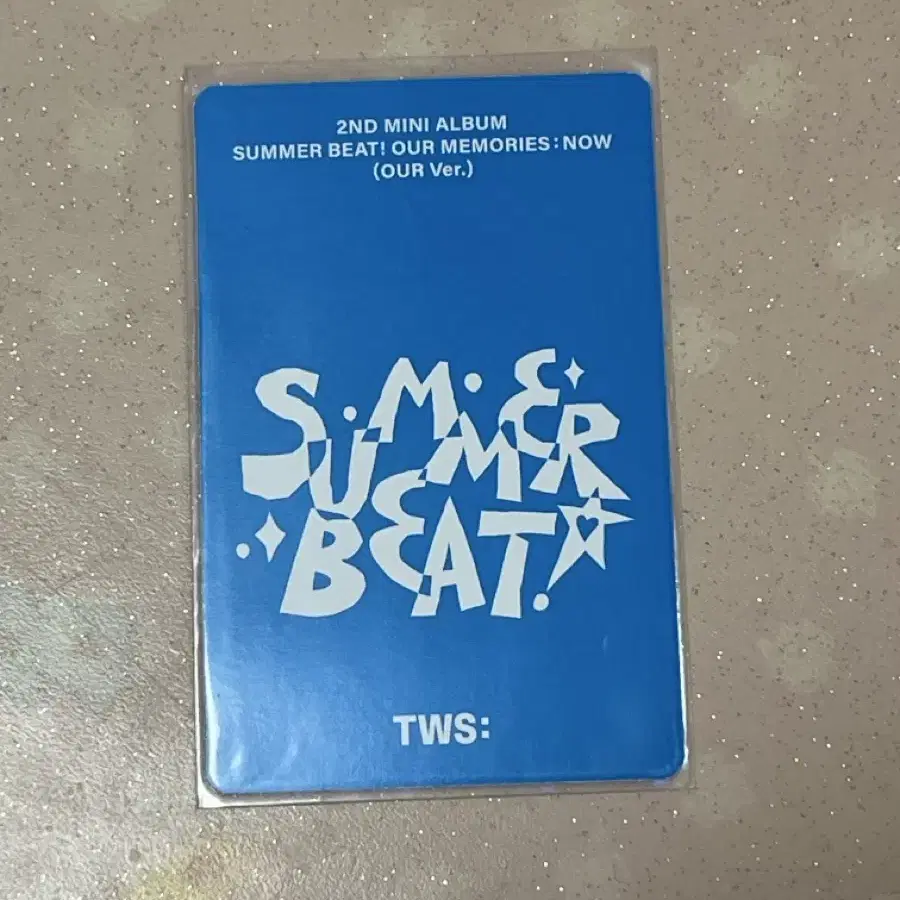 2ND MINI ALBUM
SUMMER BEAT! OUR MEMORIES : NOW
(OUR Ver.)
SUMMER
BEAT!
TWS: